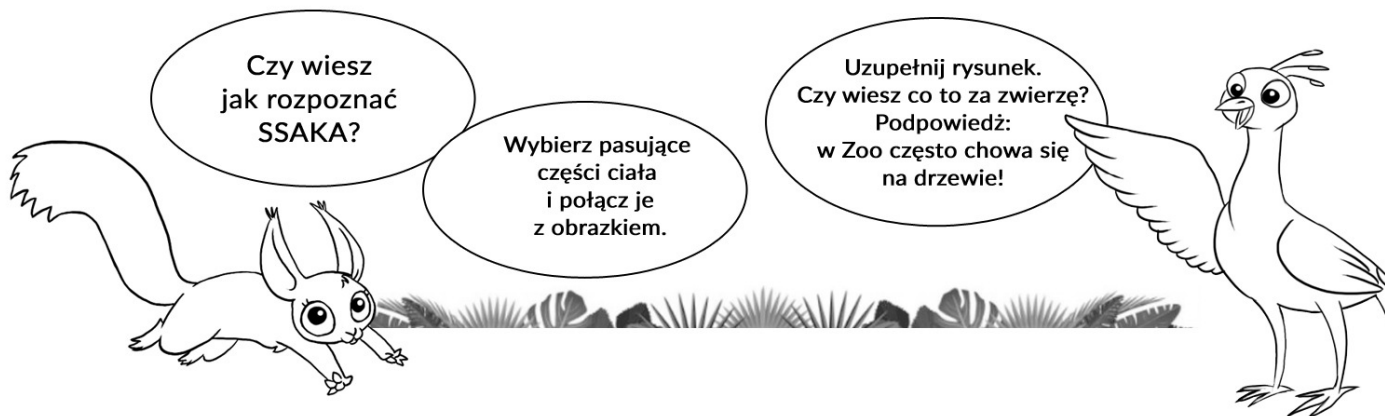 Czy wiesz
jak rozpoznać
SSAKA?
Wybierz pasujące
części ciała
i połącz je
z obrazkiem.
Uzupełnij rysunek.
Czy wiesz co to za zwierzę?
Podpowiedź:
w Zoo często chowa się
na drzewie!